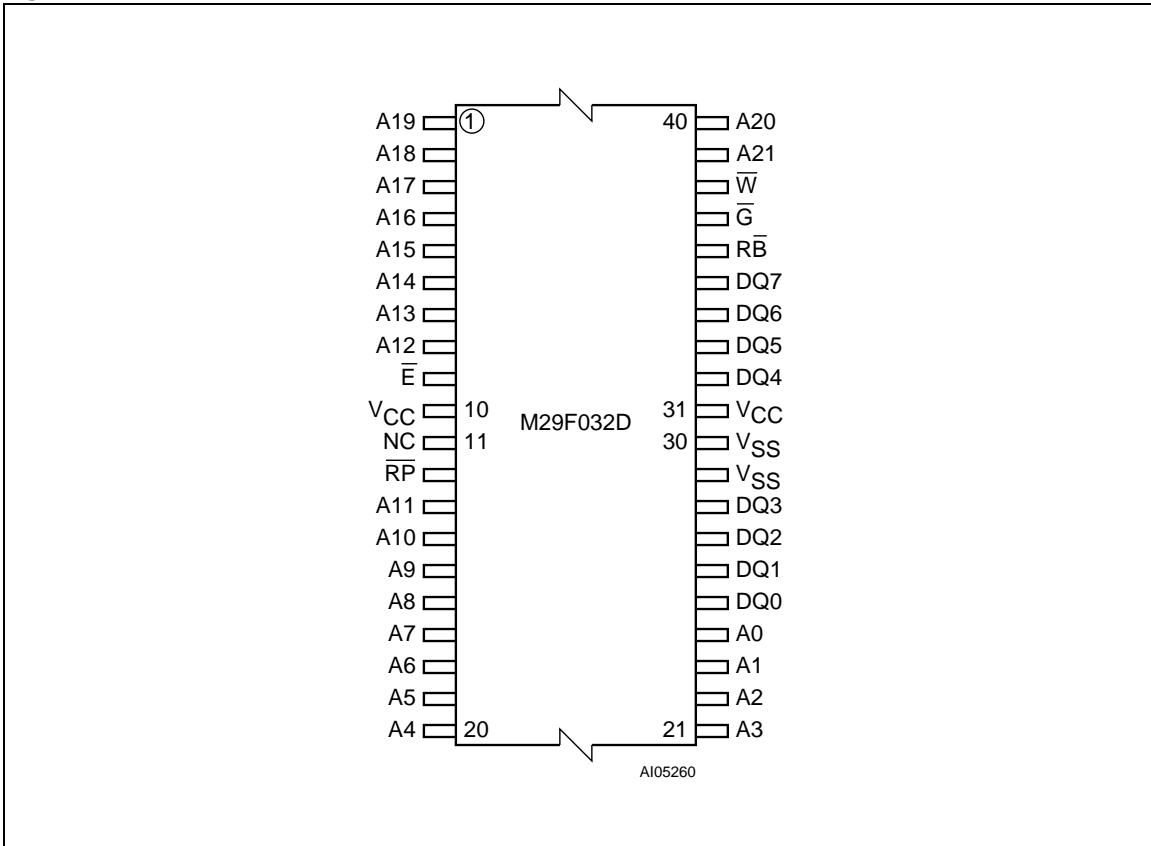 A19 ① 40 A20
A18 A21
A17 W̅
A16 G̅
A15 RB̅
A14 DQ7
A13 DQ6
A12 DQ5
E̅ DQ4
VCC 10 31 VCC
M29F032D
NC 11 30 VSS
R̅P̅ VSS
A11 DQ3
A10 DQ2
A9 DQ1
A8 DQ0
A7 A0
A6 A1
A5 A2
A4 20 21 A3
AI05260